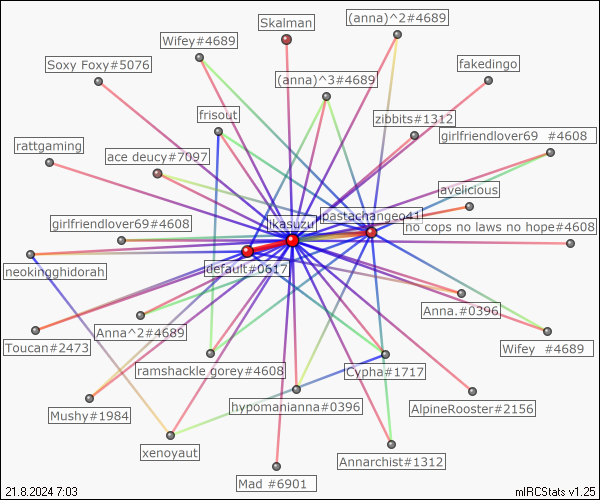 (anna)^2#4689
Skalman
Wifey#4689
Soxy Foxy#5076
fakedingo
(anna)^3#4689
frisout
zibbits#1312
girlfriendlover69 #4608
rattgaming
ace deucy#7097
avelicious
girlfriendlover69#4608
jikasuzu
pastachangeo41
no cops no laws no hope#4608
neokingghidorah
default#0617
Anna.#0396
Anna^2#4689
Toucan#2473
Wifey #4689
ramshackle gorey#4608
Cypha#1717
Mushy#1984
hypomanianna#0396
AlpineRooster#2156
xenoyaut
Annarchist#1312
Mad #6901
21.8.2024 7:03
mIRCStats v1.25